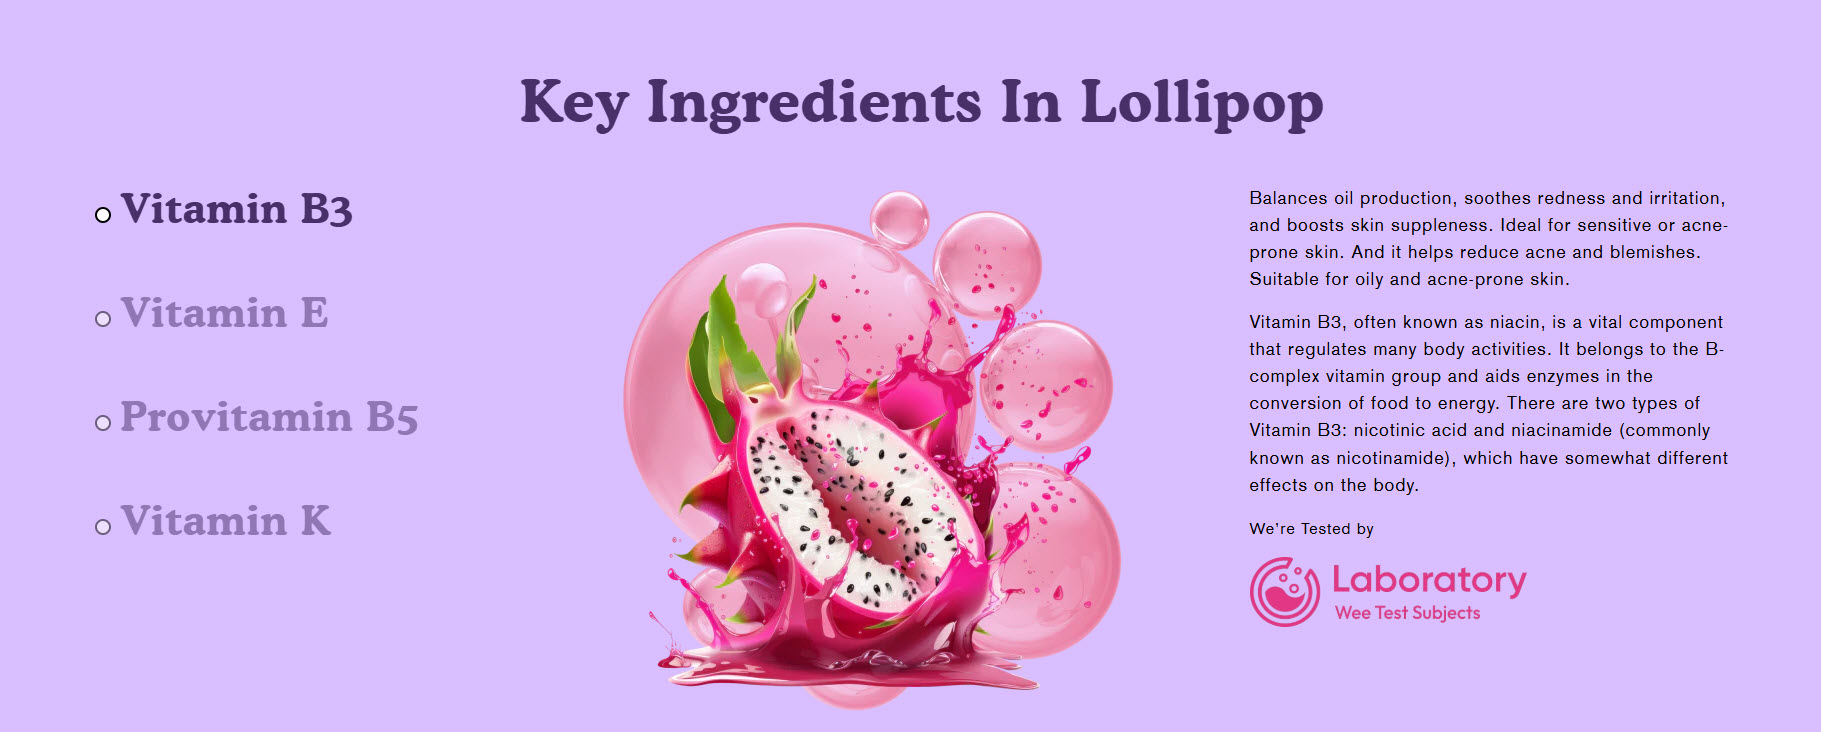 Key Ingredients In Lollipop
Vitamin B3
Vitamin E
Provitamin B5
Vitamin K
Balances oil production, soothes redness and irritation,
and boosts skin suppleness. Ideal for sensitive or acne-
prone skin. And it helps reduce acne and blemishes.
Suitable for oily and acne-prone skin.
Vitamin B3, often known as niacin, is a vital component
that regulates many body activities. It belongs to the B-
complex vitamin group and aids enzymes in the
conversion of food to energy. There are two types of
Vitamin B3: nicotinic acid and niacinamide (commonly
known as nicotinamide), which have somewhat different
effects on the body.
We’re Tested by
Laboratory
Wee Test Subjects